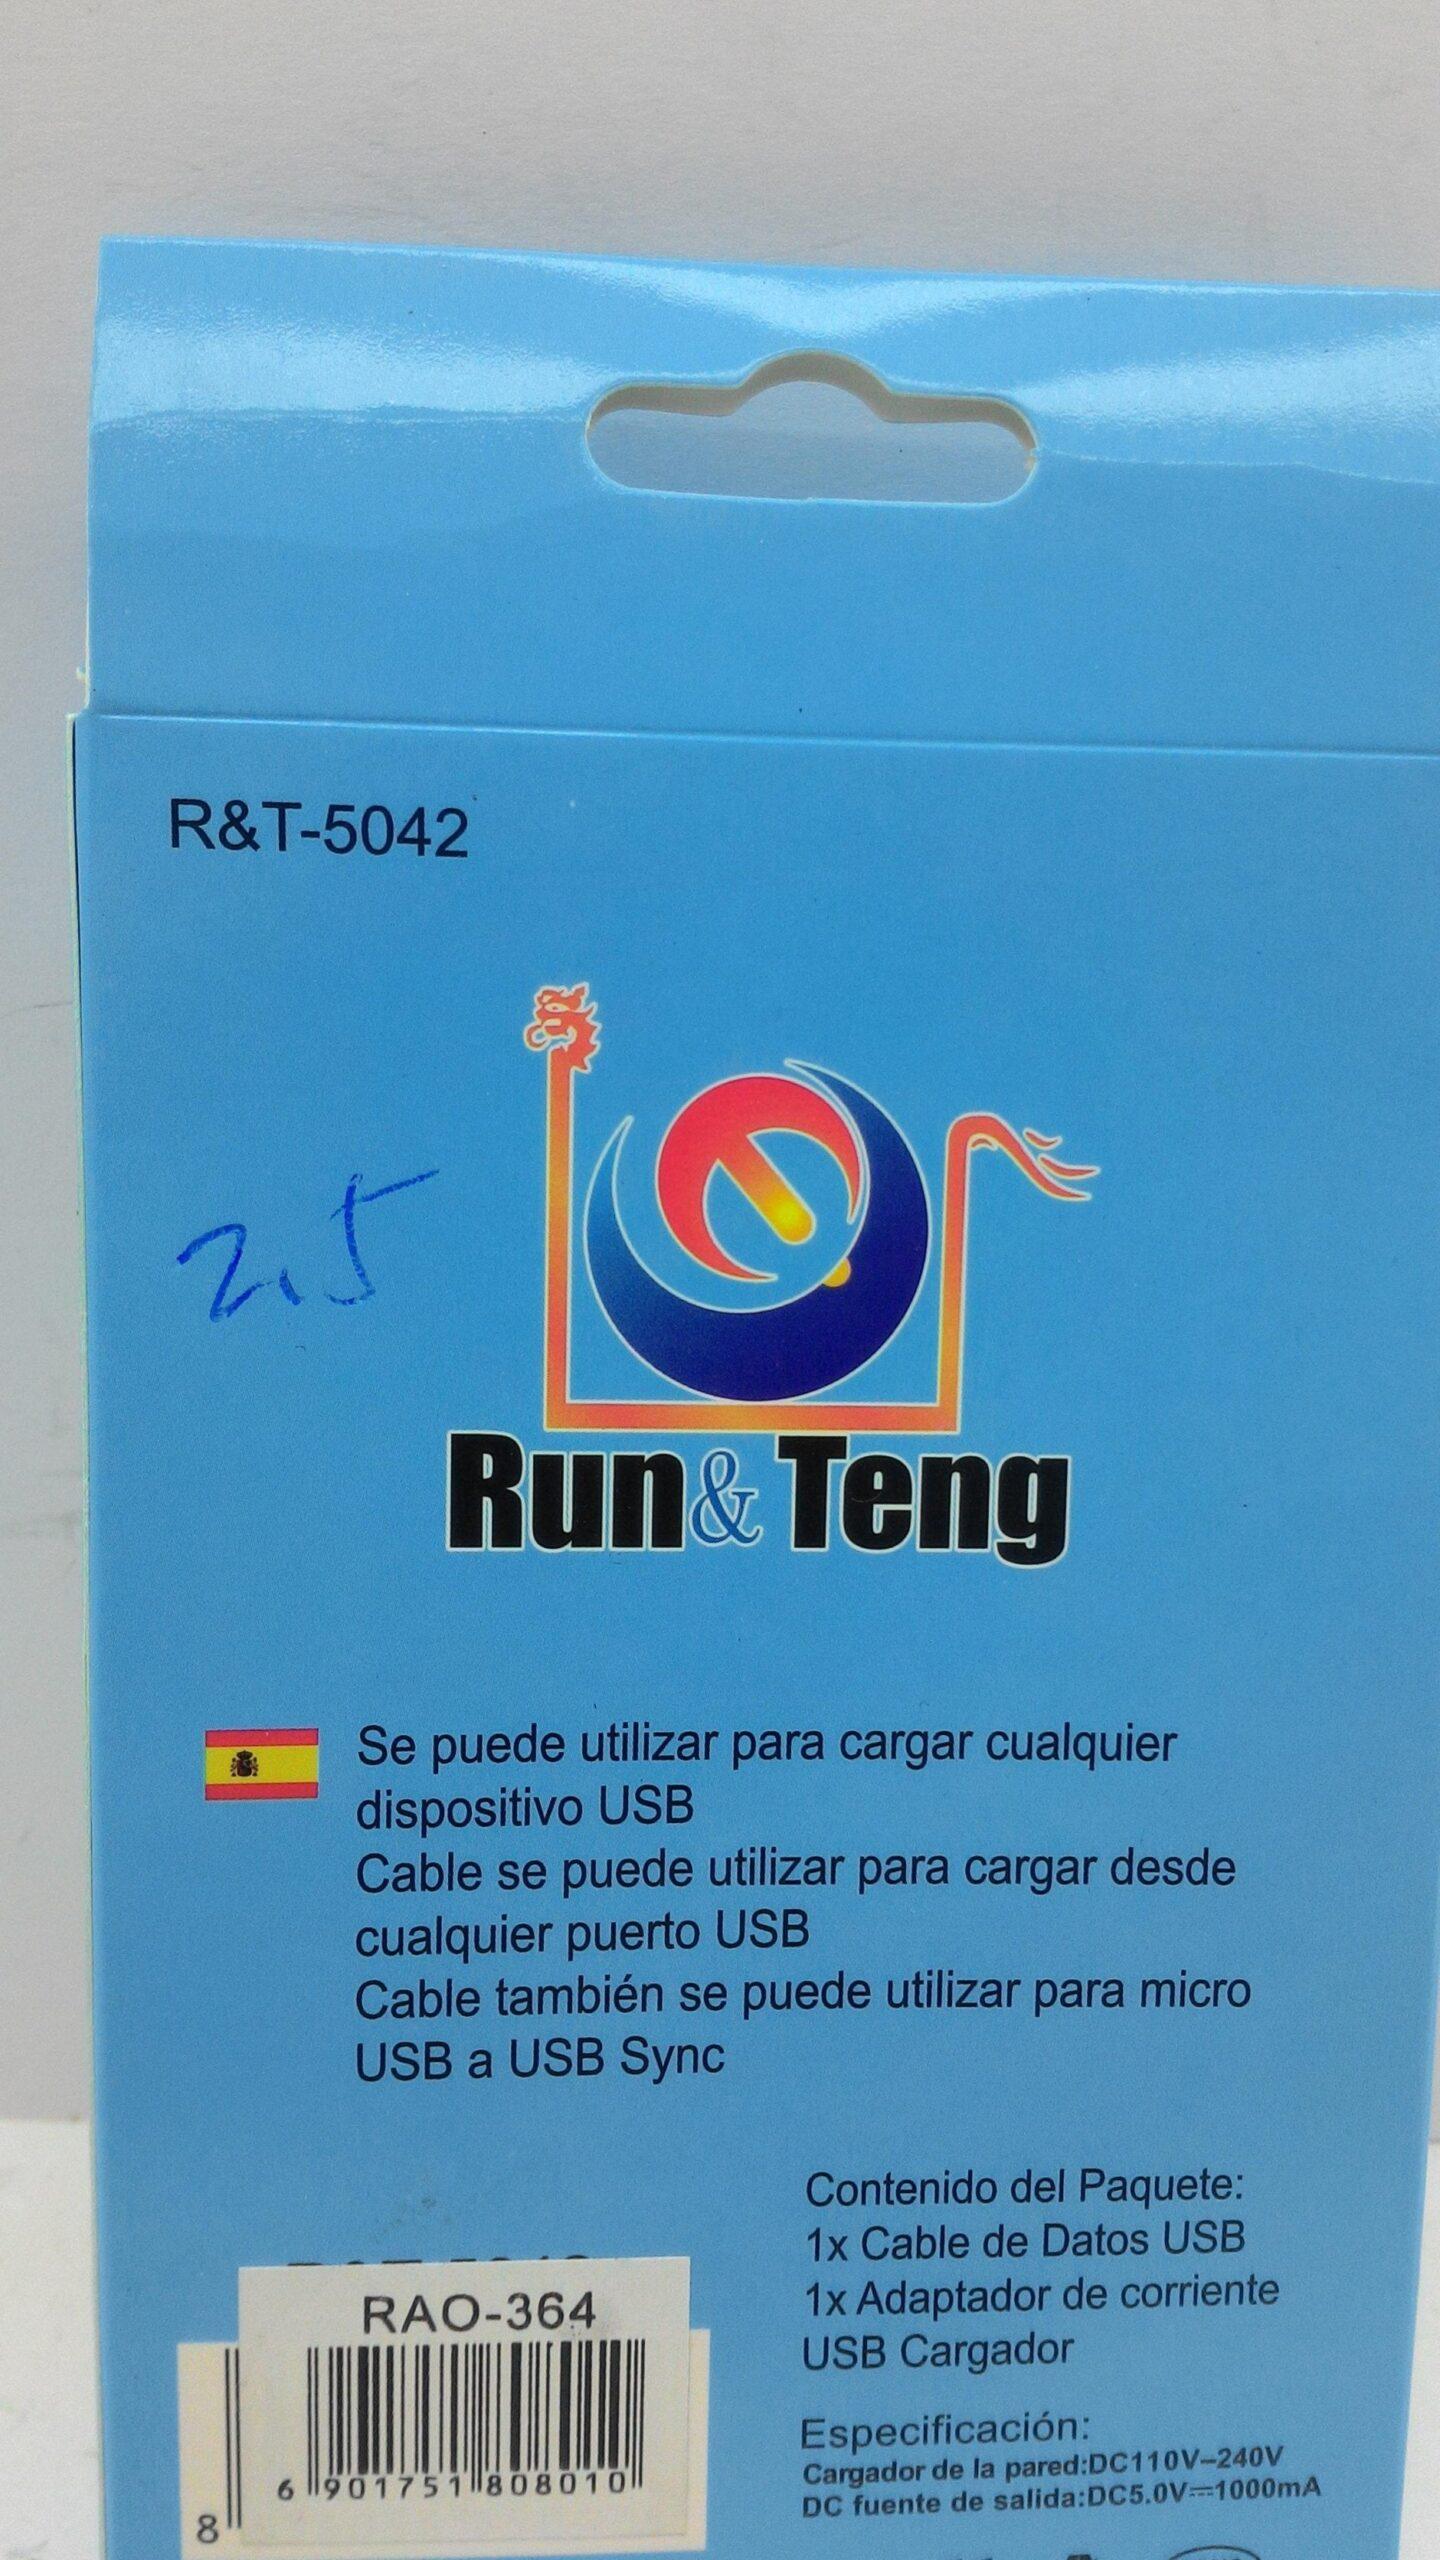 R&T-5042
2,5
Run&Teng
Se puede utilizar para cargar cualquier
dispositivo USB
Cable se puede utilizar para cargar desde
cualquier puerto USB
Cable también se puede utilizar para micro
USB a USB Sync
Contenido del Paquete:
1x Cable de Datos USB
1x Adaptador de corriente
USB Cargador
Especificación:
Cargador de la pared:DC110V–240V
DC fuente de salida:DC5.0V⎓1000mA
RAO-364
6 901751 808010
8